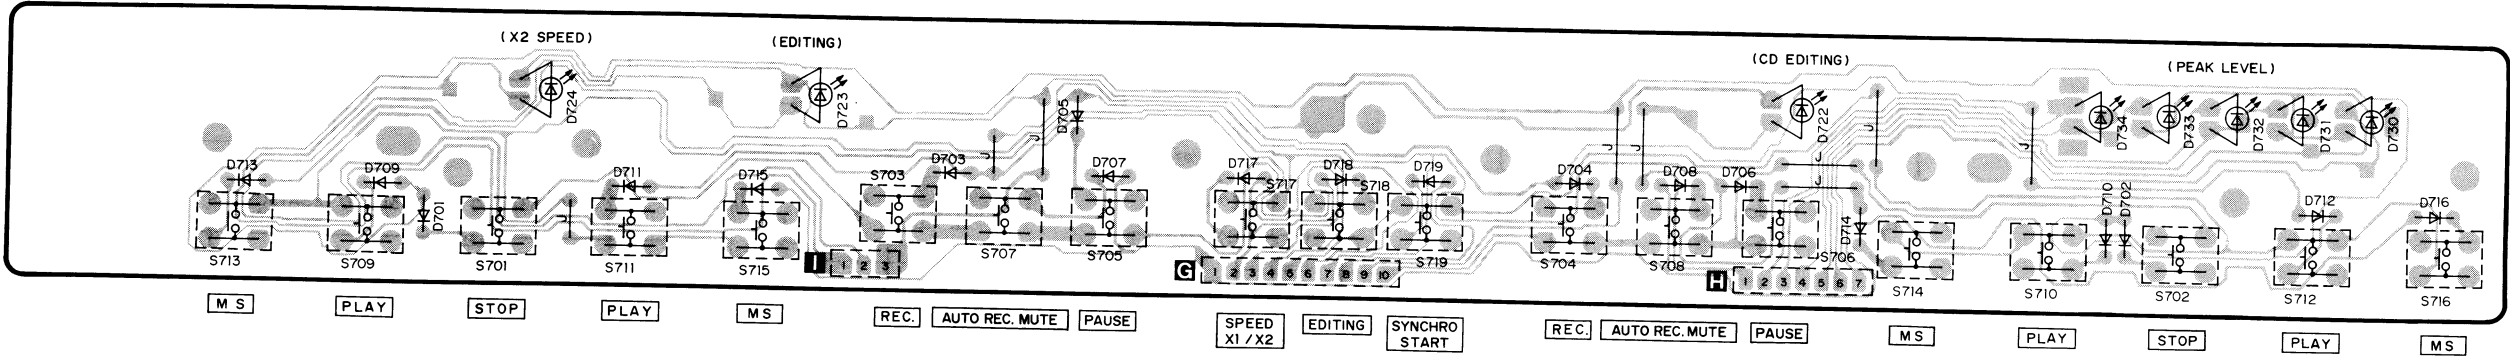 (X2 SPEED) (EDITING) (CD EDITING) (PEAK LEVEL)
D724 D723 D705 D722 D734 D733 D732 D731 D730
J J J J J J
D713 D709 D711 D715 S703 D703 D707 D717 D718 D719 D704 D708 D706 J J D710 D702 D712 D716
S717 S718
D701 J D714
S713 S709 S701 S711 S715 S707 S705 S719 S704 S708 S706 S714 S710 S702 S712 S716
I 1 2 3
G 1 2 3 4 5 6 7 8 9 10
H 1 2 3 4 5 6 7
MS PLAY STOP PLAY MS REC. AUTO REC. MUTE PAUSE SPEED EDITING SYNCHRO REC. AUTO REC. MUTE PAUSE MS PLAY STOP PLAY MS
X1/X2 START